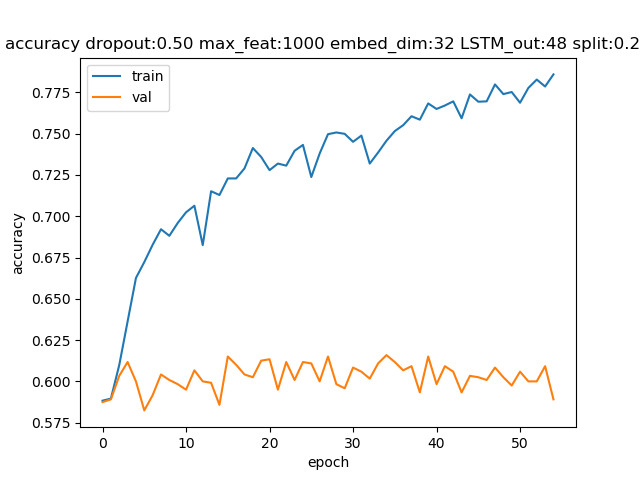 accuracy dropout:0.50 max_feat:1000 embed_dim:32 LSTM_out:48 split:0.2
train
val
0.775
0.750
0.725
0.700
0.675
0.650
0.625
0.600
0.575
accuracy
0 10 20 30 40 50
epoch